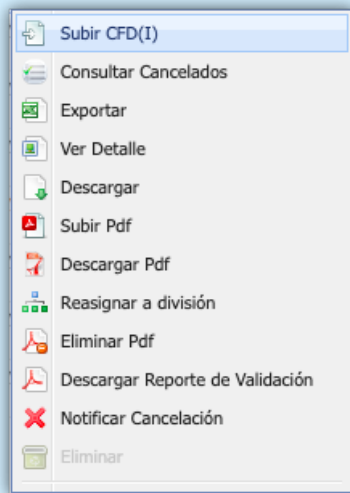 Subir CFD(I)
Consultar Cancelados
Exportar
Ver Detalle
Descargar
Subir Pdf
Descargar Pdf
Reasignar a división
Eliminar Pdf
Descargar Reporte de Validación
Notificar Cancelación
Eliminar